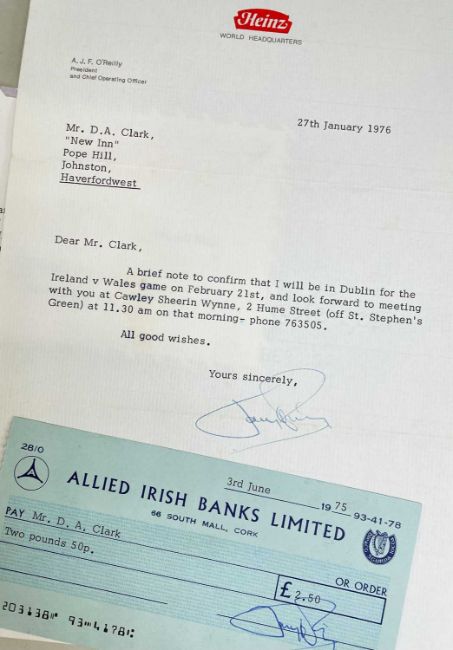 Heinz
WORLD HEADQUARTERS
A. J. F. O'Reilly
President
and Chief Operating Officer
27th January 1976
Mr. D.A. Clark,
"New Inn"
Pope Hill,
Johnston,
Haverfordwest
Dear Mr. Clark,
A brief note to confirm that I will be in Dublin for the
Ireland v Wales game on February 21st, and look forward to meeting
with you at Cawley Sheerin Wynne, 2 Hume Street (off St. Stephen's
Green) at 11.30 am on that morning- phone 763505.
All good wishes.
Yours sincerely,
28/0
3rd June 1975 93-41-78
ALLIED IRISH BANKS LIMITED
66 SOUTH MALL, CORK
PAY Mr. D. A. Clark OR ORDER
Two pounds 50p.
£ 2.50
203138 93 4178